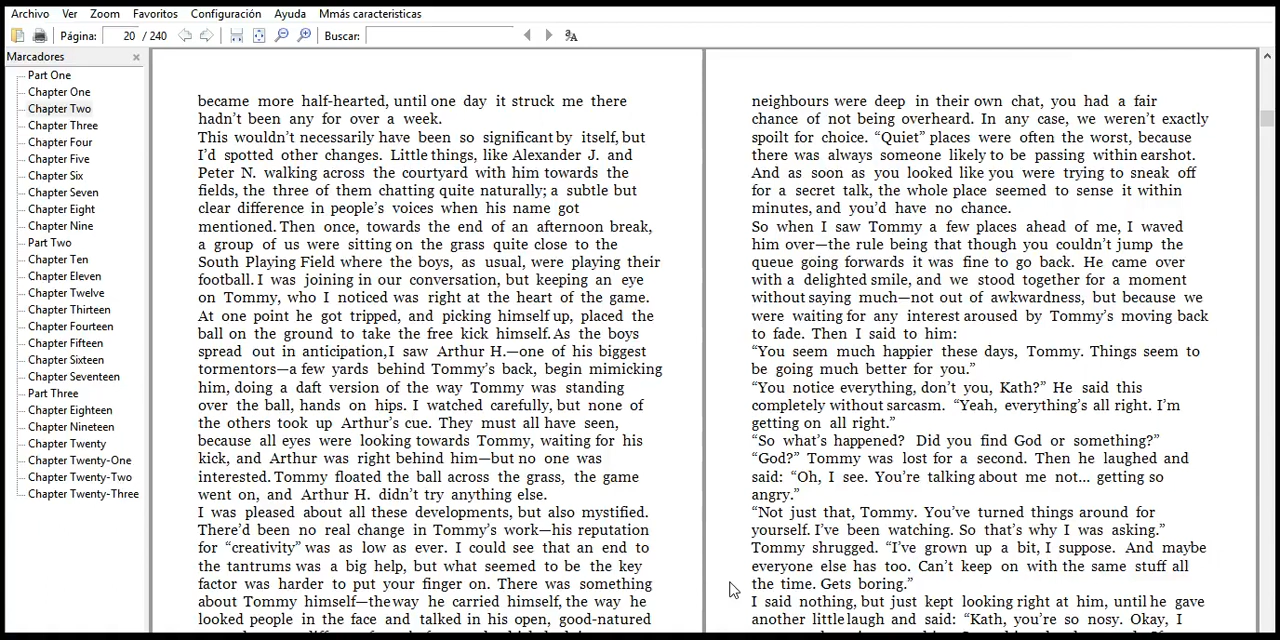 Archivo Ver Zoom Favoritos Configuración Ayuda Mmás caracteristicas
Página: 20 / 240 Buscar:
Marcadores
Part One
Chapter One
Chapter Two
Chapter Three
Chapter Four
Chapter Five
Chapter Six
Chapter Seven
Chapter Eight
Chapter Nine
Part Two
Chapter Ten
Chapter Eleven
Chapter Twelve
Chapter Thirteen
Chapter Fourteen
Chapter Fifteen
Chapter Sixteen
Chapter Seventeen
Part Three
Chapter Eighteen
Chapter Nineteen
Chapter Twenty
Chapter Twenty-One
Chapter Twenty-Two
Chapter Twenty-Three
became more half-hearted, until one day it struck me there
hadn’t been any for over a week.
This wouldn’t necessarily have been so significant by itself, but
I’d spotted other changes. Little things, like Alexander J. and
Peter N. walking across the courtyard with him towards the
fields, the three of them chatting quite naturally; a subtle but
clear difference in people’s voices when his name got
mentioned. Then once, towards the end of an afternoon break,
a group of us were sitting on the grass quite close to the
South Playing Field where the boys, as usual, were playing their
football. I was joining in our conversation, but keeping an eye
on Tommy, who I noticed was right at the heart of the game.
At one point he got tripped, and picking himself up, placed the
ball on the ground to take the free kick himself. As the boys
spread out in anticipation, I saw Arthur H.—one of his biggest
tormentors—a few yards behind Tommy’s back, begin mimicking
him, doing a daft version of the way Tommy was standing
over the ball, hands on hips. I watched carefully, but none of
the others took up Arthur’s cue. They must all have seen,
because all eyes were looking towards Tommy, waiting for his
kick, and Arthur was right behind him—but no one was
interested. Tommy floated the ball across the grass, the game
went on, and Arthur H. didn’t try anything else.
I was pleased about all these developments, but also mystified.
There’d been no real change in Tommy’s work—his reputation
for “creativity” was as low as ever. I could see that an end to
the tantrums was a big help, but what seemed to be the key
factor was harder to put your finger on. There was something
about Tommy himself—the way he carried himself, the way he
looked people in the face and talked in his open, good-natured
neighbours were deep in their own chat, you had a fair
chance of not being overheard. In any case, we weren’t exactly
spoilt for choice. “Quiet” places were often the worst, because
there was always someone likely to be passing within earshot.
And as soon as you looked like you were trying to sneak off
for a secret talk, the whole place seemed to sense it within
minutes, and you’d have no chance.
So when I saw Tommy a few places ahead of me, I waved
him over—the rule being that though you couldn’t jump the
queue going forwards it was fine to go back. He came over
with a delighted smile, and we stood together for a moment
without saying much—not out of awkwardness, but because we
were waiting for any interest aroused by Tommy’s moving back
to fade. Then I said to him:
“You seem much happier these days, Tommy. Things seem to
be going much better for you.”
“You notice everything, don’t you, Kath?” He said this
completely without sarcasm. “Yeah, everything’s all right. I’m
getting on all right.”
“So what’s happened? Did you find God or something?”
“God?” Tommy was lost for a second. Then he laughed and
said: “Oh, I see. You’re talking about me not... getting so
angry.”
“Not just that, Tommy. You’ve turned things around for
yourself. I’ve been watching. So that’s why I was asking.”
Tommy shrugged. “I’ve grown up a bit, I suppose. And maybe
everyone else has too. Can’t keep on with the same stuff all
the time. Gets boring.”
I said nothing, but just kept looking right at him, until he gave
another little laugh and said: “Kath, you’re so nosy. Okay, I